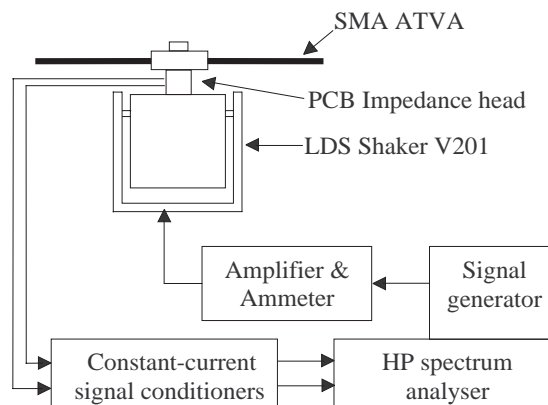 SMA ATVA
PCB Impedance head
LDS Shaker V201
Amplifier &
Ammeter
Signal
generator
Constant-current
signal conditioners
HP spectrum
analyser